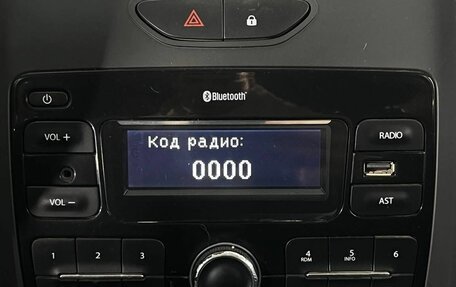 Bluetooth
VOL +
Код радио:
0000
RADIO
VOL −
AST
1 2 3 4 5 6
RDM INFO